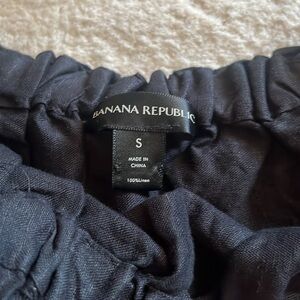 BANANA REPUBLIC
S
MADE IN
CHINA
100%Linen